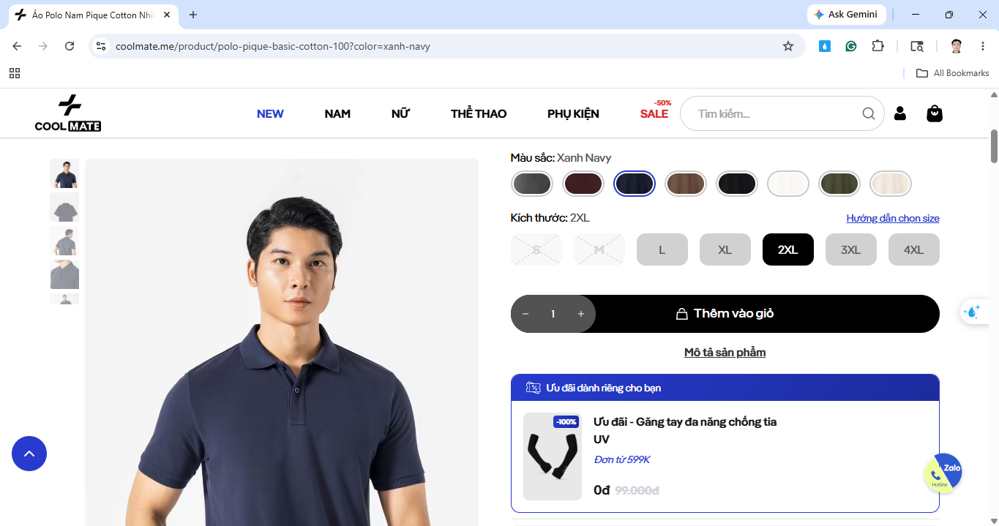 Áo Polo Nam Pique Cotton Nhi
Ask Gemini
coolmate.me/product/polo-pique-basic-cotton-100?color=xanh-navy
All Bookmarks
COOLMATE
NEW
NAM
NỮ
THỂ THAO
PHỤ KIỆN
SALE
-50%
Tìm kiếm...
Màu sắc: Xanh Navy
Kích thước: 2XL
Hướng dẫn chọn size
S
M
L
XL
2XL
3XL
4XL
− 1 +
Thêm vào giỏ
Mô tả sản phẩm
Ưu đãi dành riêng cho bạn
-100%
Ưu đãi - Găng tay đa năng chống tia
UV
Đơn từ 599K
0đ 99.000đ
Zalo
Hotline